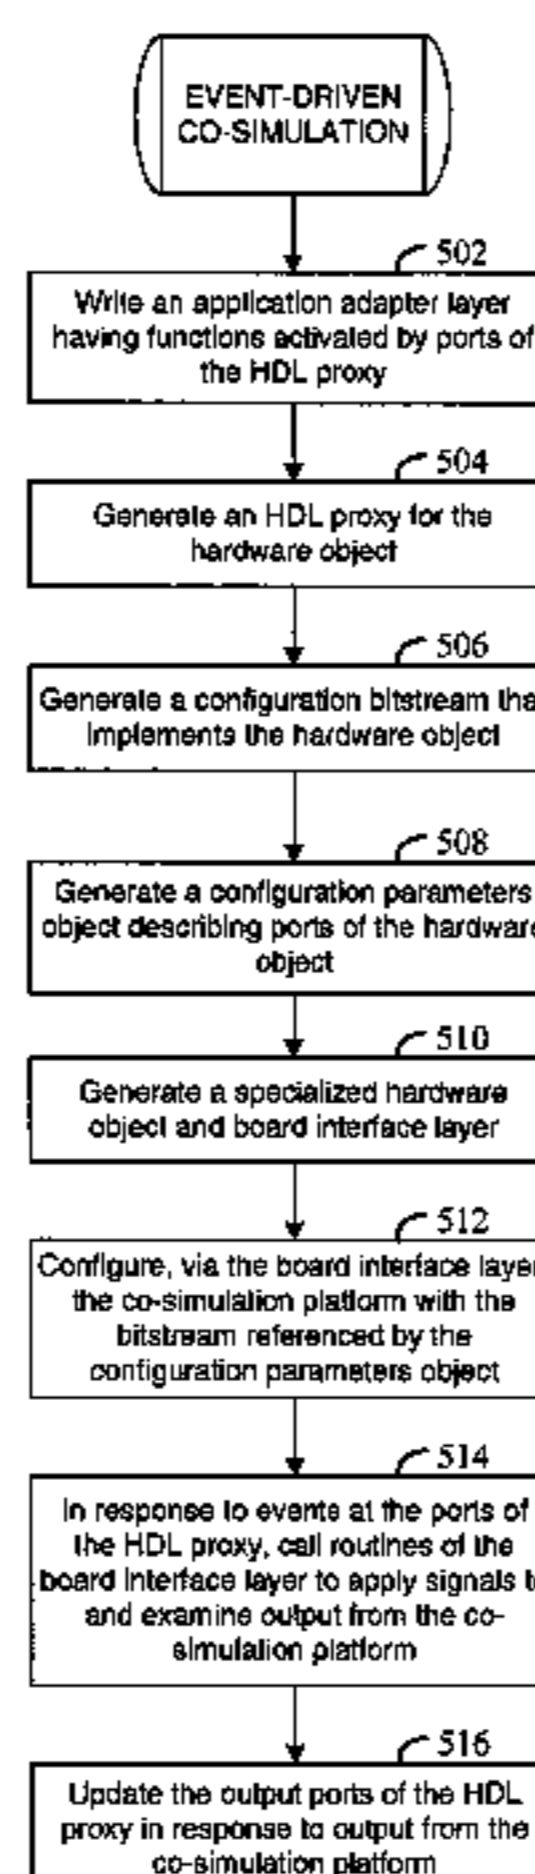 EVENT-DRIVEN
CO-SIMULATION
502
Write an application adapter layer
having functions activated by ports of
the HDL proxy
504
Generate an HDL proxy for the
hardware object
506
Generate a configuration bitstream tha
implements the hardware object
508
Generate a configuration parameters
object describing ports of the hardware
object
510
Generate a specialized hardware
object and board interface layer
512
Configure, via the board interface layer
the co-simulation platform with the
bitstream referenced by the
configuration parameters object
514
In response to events at the ports of
the HDL proxy, call routines of the
board interface layer to apply signals t
and examine output from the co-
simulation platform
516
Update the output ports of the HDL
proxy in response to output from the
co-simulation platform